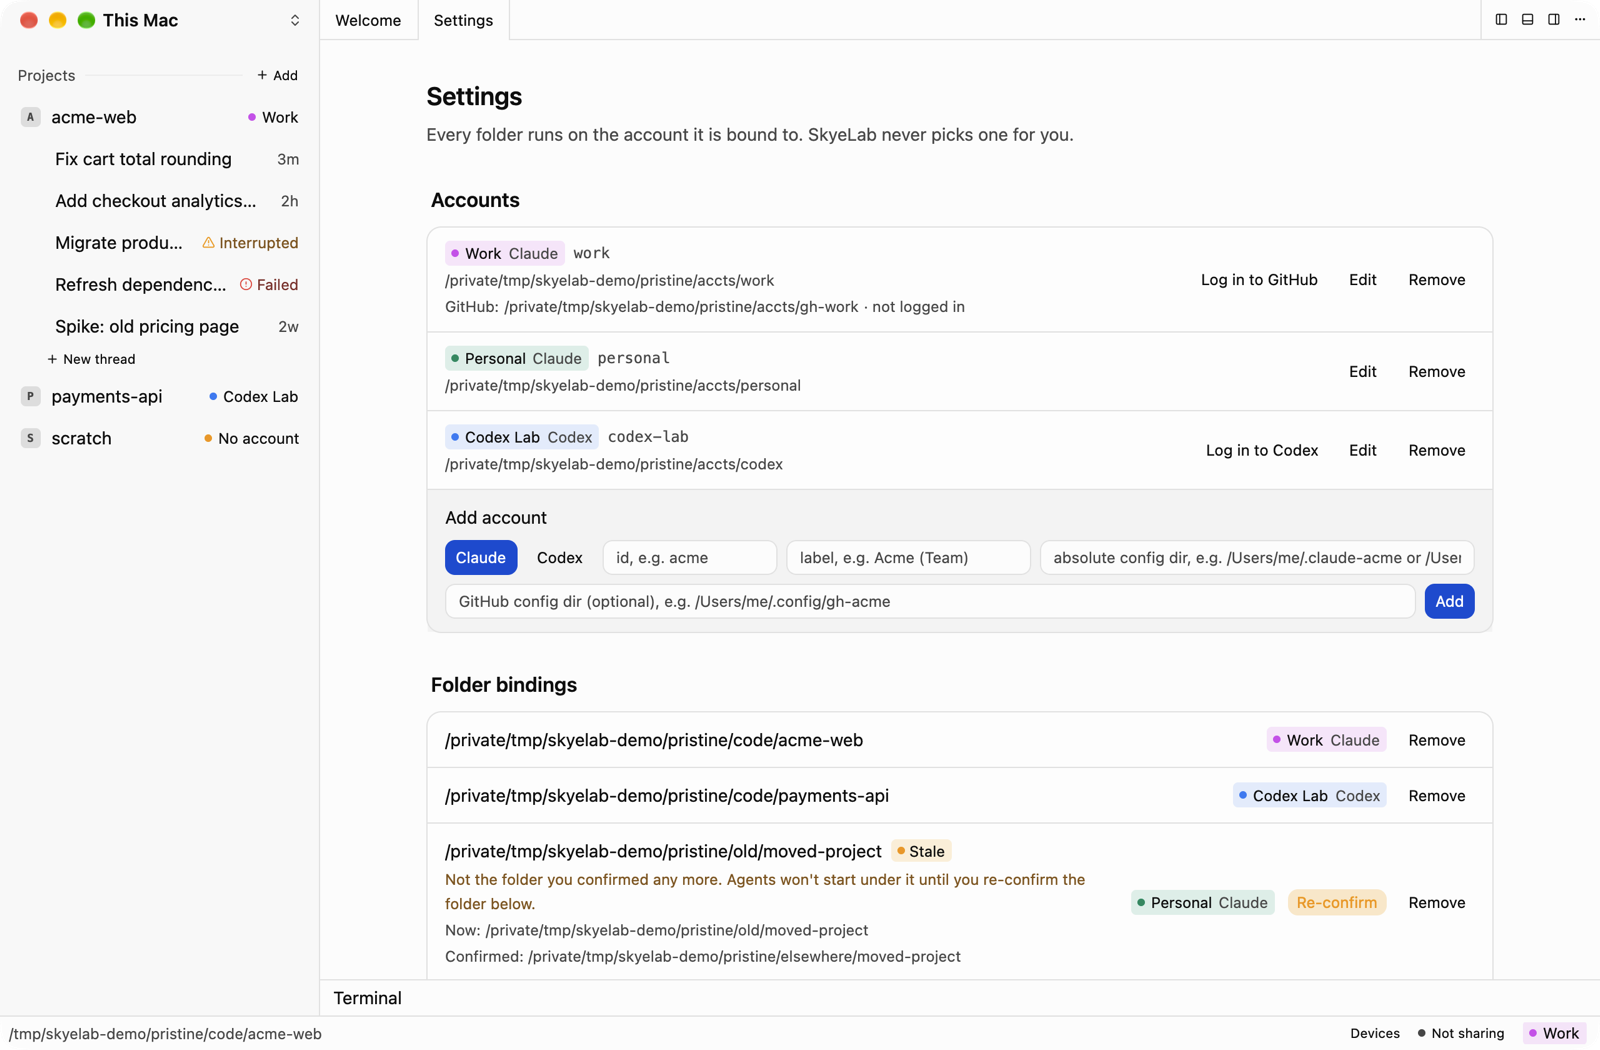 This Mac
Welcome
Settings
Projects
+ Add
A acme-web
Work
Fix cart total rounding
3m
Add checkout analytics...
2h
Migrate produ...
Interrupted
Refresh dependenc...
Failed
Spike: old pricing page
2w
+ New thread
P payments-api
Codex Lab
S scratch
No account
Settings
Every folder runs on the account it is bound to. SkyeLab never picks one for you.
Accounts
Work Claude work
/private/tmp/skyelab-demo/pristine/accts/work
GitHub: /private/tmp/skyelab-demo/pristine/accts/gh-work · not logged in
Log in to GitHub
Edit
Remove
Personal Claude personal
/private/tmp/skyelab-demo/pristine/accts/personal
Edit
Remove
Codex Lab Codex codex-lab
/private/tmp/skyelab-demo/pristine/accts/codex
Log in to Codex
Edit
Remove
Add account
Claude
Codex
id, e.g. acme
label, e.g. Acme (Team)
absolute config dir, e.g. /Users/me/.claude-acme or /User
GitHub config dir (optional), e.g. /Users/me/.config/gh-acme
Add
Folder bindings
/private/tmp/skyelab-demo/pristine/code/acme-web
Work Claude
Remove
/private/tmp/skyelab-demo/pristine/code/payments-api
Codex Lab Codex
Remove
/private/tmp/skyelab-demo/pristine/old/moved-project
Stale
Not the folder you confirmed any more. Agents won't start under it until you re-confirm the
folder below.
Now: /private/tmp/skyelab-demo/pristine/old/moved-project
Confirmed: /private/tmp/skyelab-demo/pristine/elsewhere/moved-project
Personal Claude
Re-confirm
Remove
Terminal
/tmp/skyelab-demo/pristine/code/acme-web
Devices
Not sharing
Work